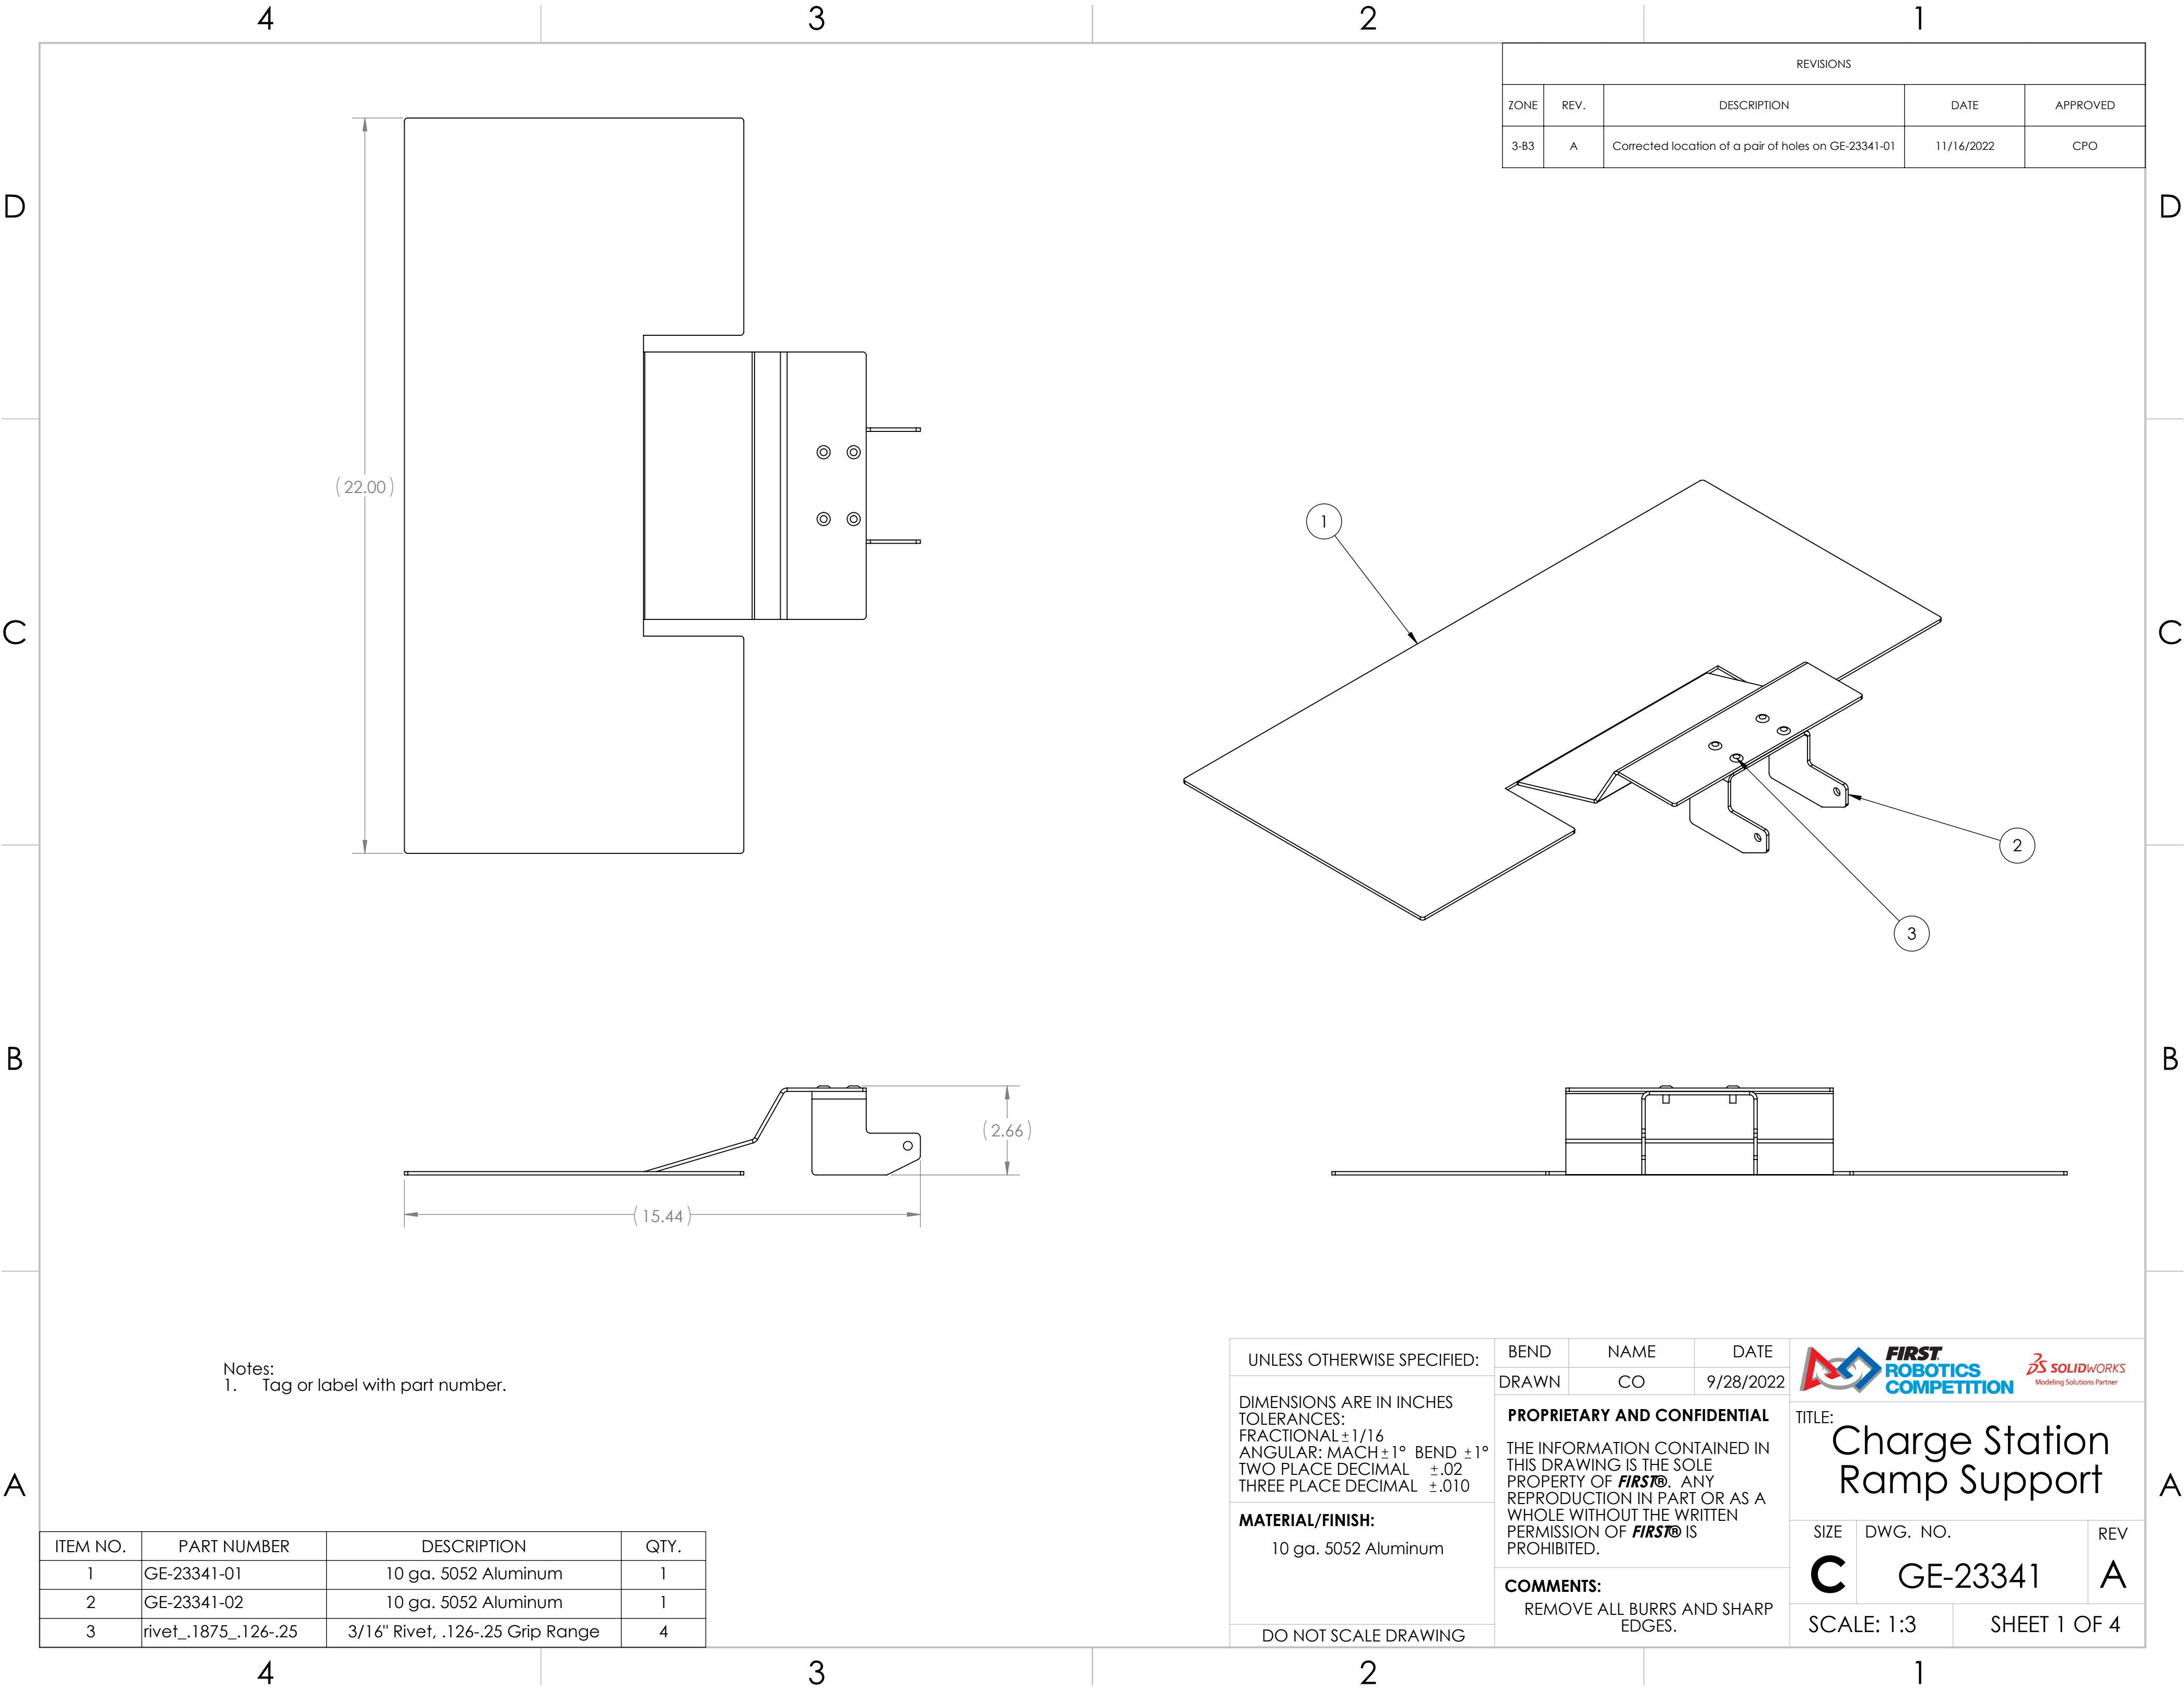 4 3 2 1
REVISIONS
ZONE REV. DESCRIPTION DATE APPROVED
3-B3 A Corrected location of a pair of holes on GE-23341-01 11/16/2022 CPO
D D
(22.00)
1
C C
2
3
B B
(2.66)
(15.44)
Notes:
1. Tag or label with part number.
UNLESS OTHERWISE SPECIFIED:
DIMENSIONS ARE IN INCHES
TOLERANCES:
FRACTIONAL±1/16
ANGULAR: MACH±1° BEND ±1°
TWO PLACE DECIMAL ±.02
THREE PLACE DECIMAL ±.010
MATERIAL/FINISH:
10 ga. 5052 Aluminum
DO NOT SCALE DRAWING
BEND NAME DATE
DRAWN CO 9/28/2022
PROPRIETARY AND CONFIDENTIAL
THE INFORMATION CONTAINED IN
THIS DRAWING IS THE SOLE
PROPERTY OF FIRST®. ANY
REPRODUCTION IN PART OR AS A
WHOLE WITHOUT THE WRITTEN
PERMISSION OF FIRST® IS
PROHIBITED.
COMMENTS:
REMOVE ALL BURRS AND SHARP
EDGES.
FIRST
ROBOTICS
COMPETITION
3DS SOLIDWORKS
Modeling Solutions Partner
TITLE:
Charge Station
Ramp Support
SIZE DWG. NO. REV
C GE-23341 A
SCALE: 1:3 SHEET 1 OF 4
A A
ITEM NO. PART NUMBER DESCRIPTION QTY.
1 GE-23341-01 10 ga. 5052 Aluminum 1
2 GE-23341-02 10 ga. 5052 Aluminum 1
3 rivet_.1875_.126-.25 3/16" Rivet, .126-.25 Grip Range 4
4 3 2 1